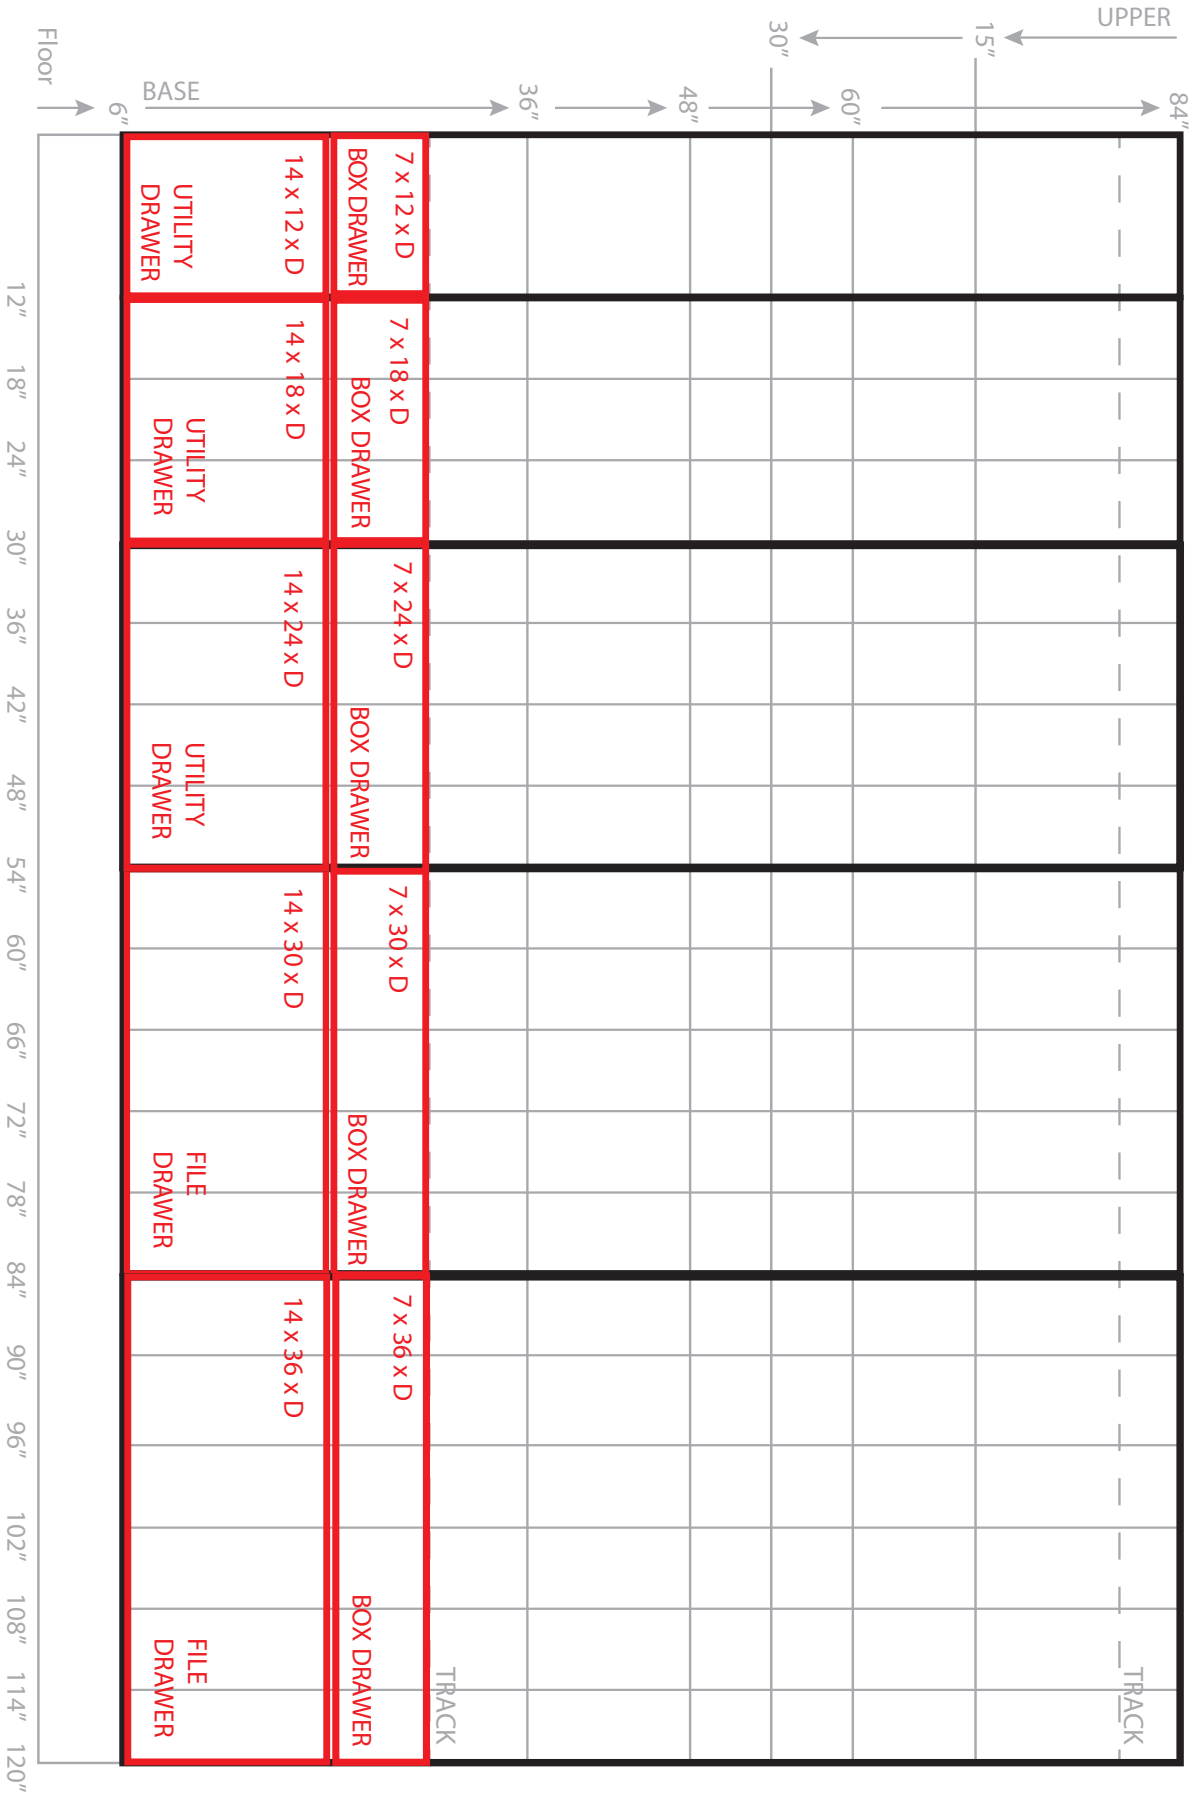 UPPER
84”
15”
30”
60”
48”
36”
BASE
6”
Floor
TRACK
TRACK
7 x 12 x D
BOX DRAWER
14 x 12 x D
UTILITY
DRAWER
7 x 18 x D
BOX DRAWER
14 x 18 x D
UTILITY
DRAWER
7 x 24 x D
BOX DRAWER
14 x 24 x D
UTILITY
DRAWER
7 x 30 x D
BOX DRAWER
14 x 30 x D
FILE
DRAWER
7 x 36 x D
BOX DRAWER
14 x 36 x D
FILE
DRAWER
12”
18”
24”
30”
36”
42”
48”
54”
60”
66”
72”
78”
84”
90”
96”
102”
108”
114”
120”